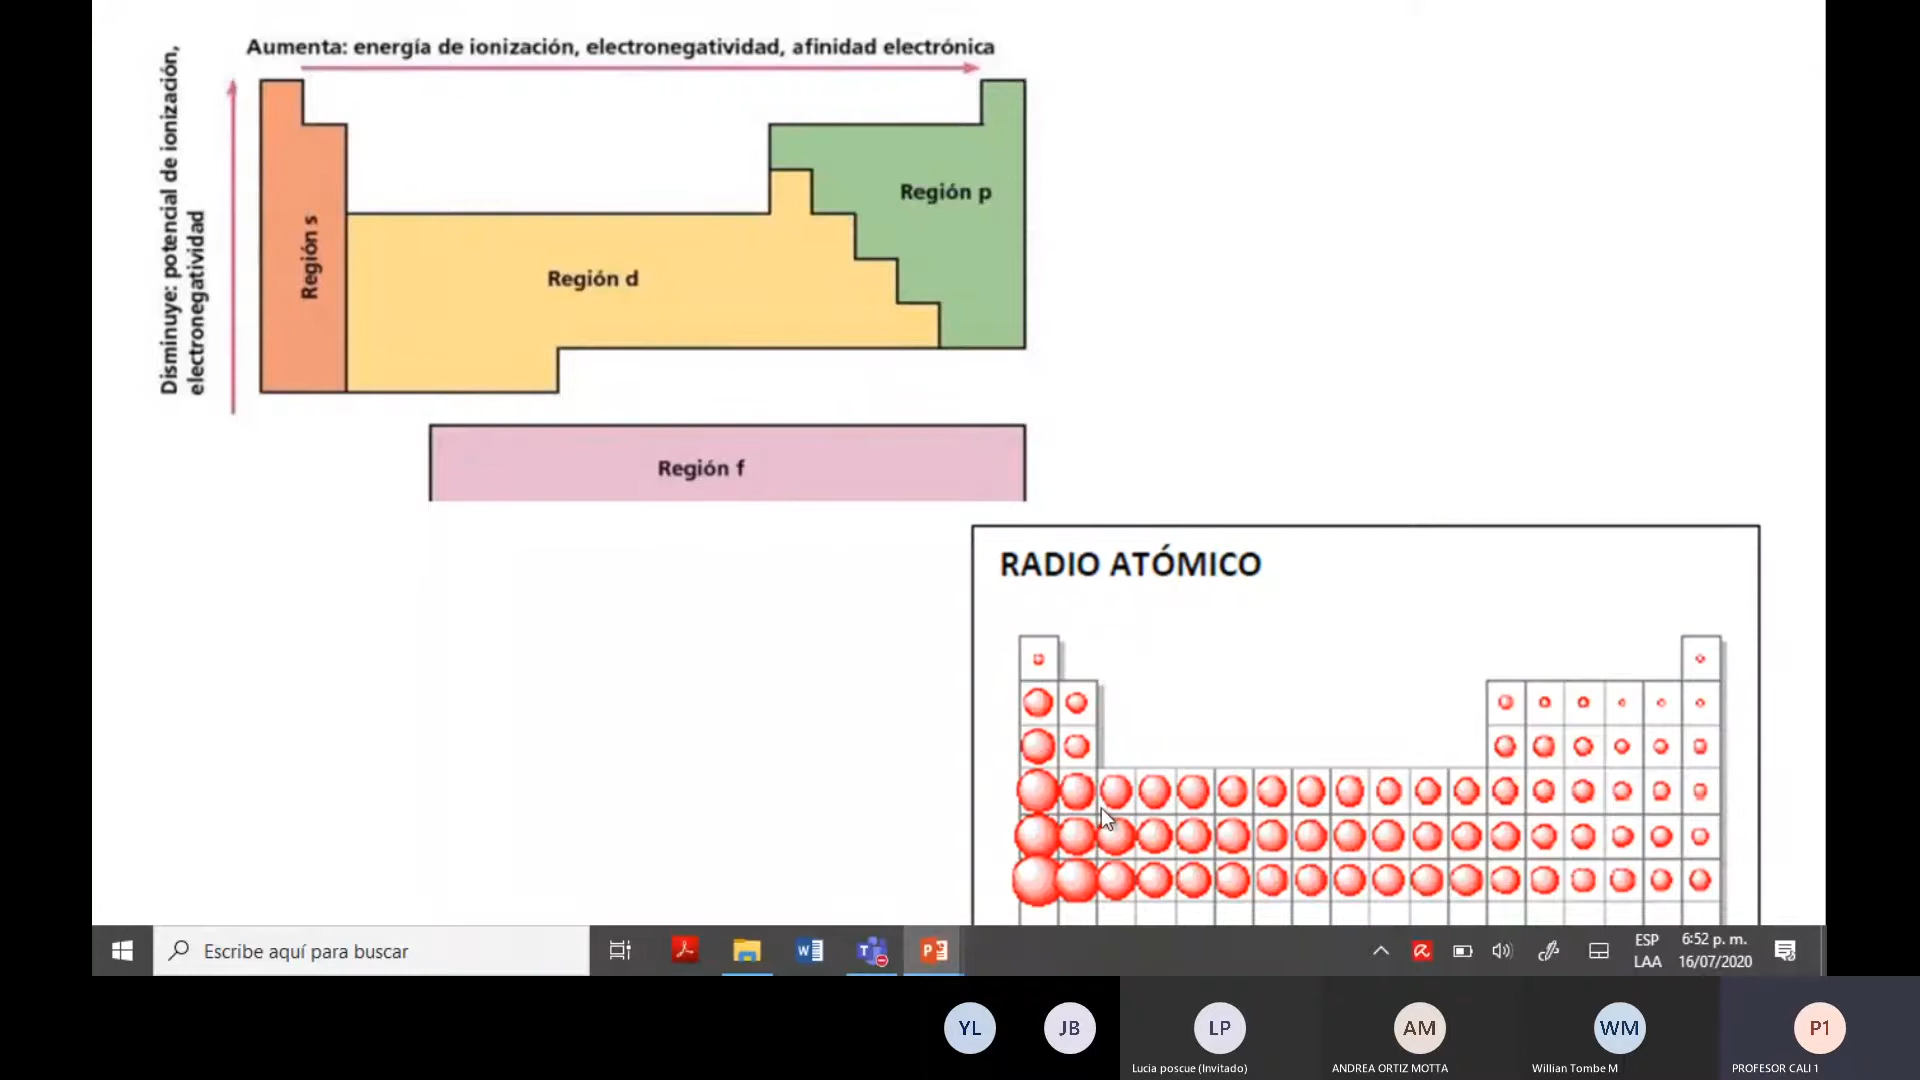 Aumenta: energía de ionización, electronegatividad, afinidad electrónica
Disminuye: potencial de ionización,
electronegatividad
Región s
Región d
Región p
Región f
RADIO ATÓMICO
Escribe aquí para buscar
ESP
LAA
6:52 p. m.
16/07/2020
YL
JB
LP
AM
WM
P1
Lucia poscue (Invitado)
ANDREA ORTIZ MOTTA
Willian Tombe M
PROFESOR CALI 1